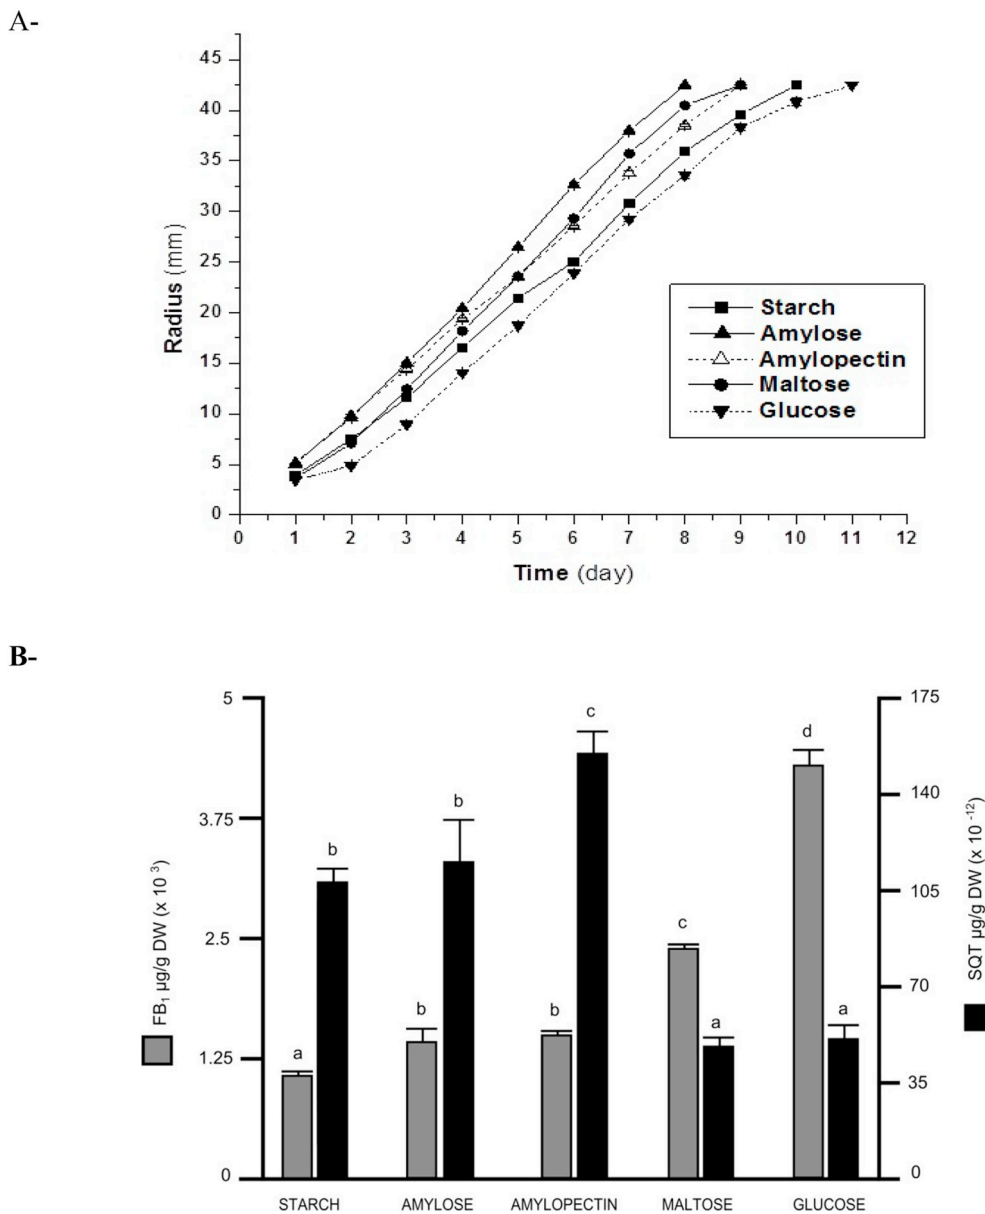 A-
45
40
35
30
25
20
15
10
5
0
Radius (mm)
0 1 2 3 4 5 6 7 8 9 10 11 12
Time (day)
Starch
Amylose
Amylopectin
Maltose
Glucose
B-
5
3.75
2.5
1.25
0
FB1 µg/g DW (x 10 3)
a b
b b
b c
c a
d a
175
140
105
70
35
0
SQT µg/g DW (x 10 -12)
STARCH AMYLOSE AMYLOPECTIN MALTOSE GLUCOSE